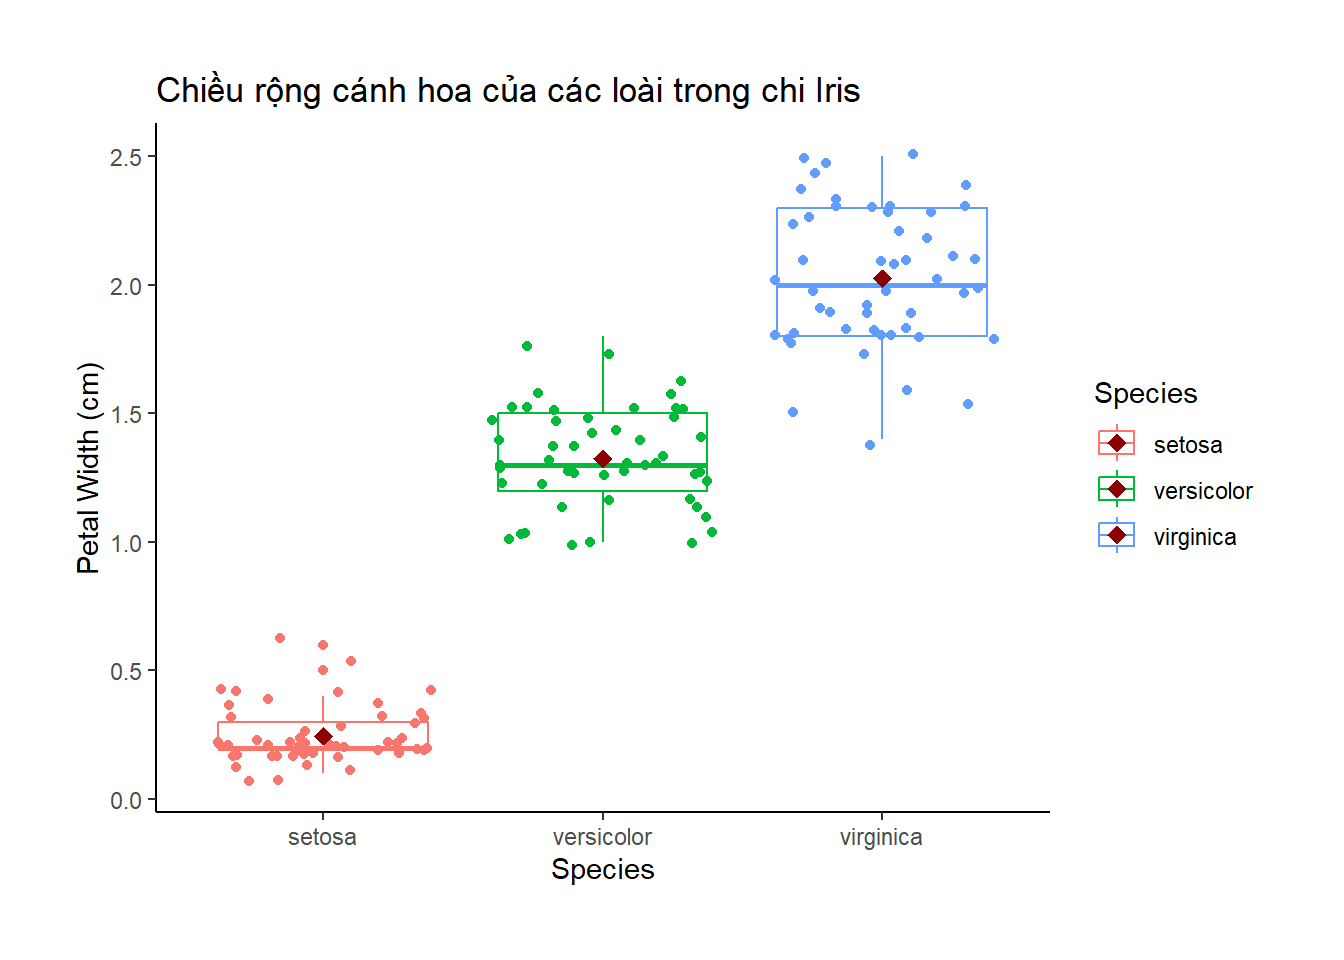 Chiều rộng cánh hoa của các loài trong chi Iris
Petal Width (cm)
2.5
2.0
1.5
1.0
0.5
0.0
setosa
versicolor
virginica
Species
Species
setosa
versicolor
virginica